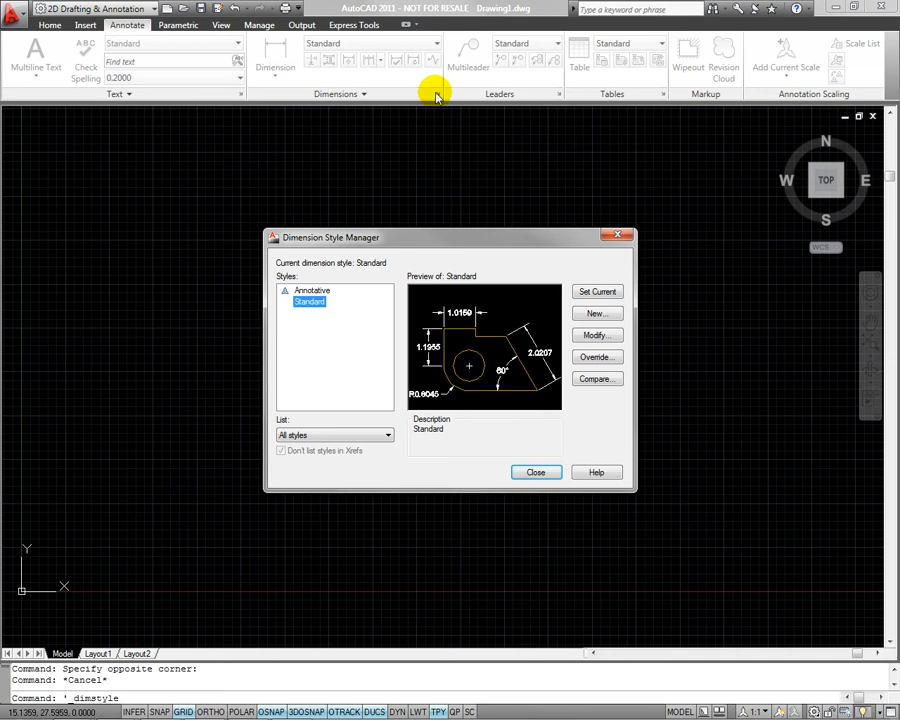 2D Drafting & Annotation
AutoCAD 2011 - NOT FOR RESALE Drawing1.dwg
Type a keyword or phrase
Home Insert Annotate Parametric View Manage Output Express Tools
Multiline Text
ABC
Check Spelling
Standard
Find text
0.2000
Dimension
Standard
Multileader
Standard
Table
Standard
Wipeout
Revision Cloud
Add Current Scale
Scale List
Text Dimensions Leaders Tables Markup Annotation Scaling
N
W TOP E
S
WCS
Dimension Style Manager
Current dimension style: Standard
Styles:
Annotative
Standard
Preview of: Standard
1.0159
1.1955
2.0207
60°
R0.8045
Set Current
New...
Modify...
Override...
Compare...
Description
Standard
List:
All styles
Don't list styles in Xrefs
Close Help
Y
X
Model Layout1 Layout2
Command: Specify opposite corner:
Command: *Cancel*
Command: '_dimstyle
15.1359, 27.5959, 0.0000 INFER SNAP GRID ORTHO POLAR OSNAP 3DOSNAP OTRACK DUCS DYN LWT TPY QP SC MODEL 1:1